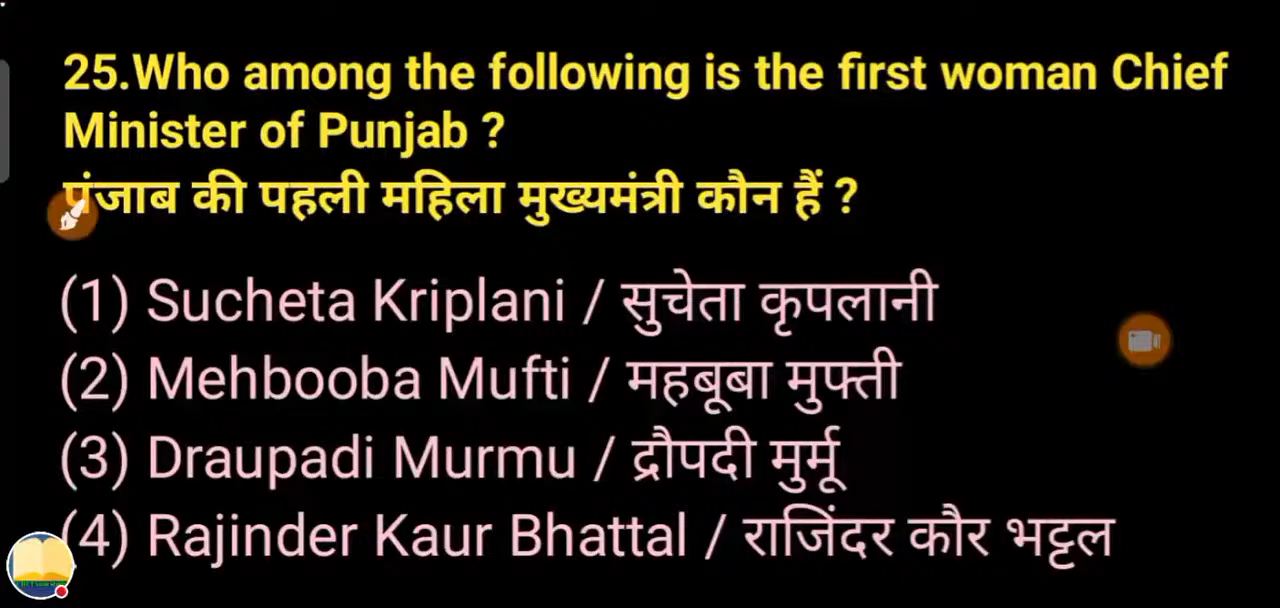 25.Who among the following is the first woman Chief
Minister of Punjab ?
पंजाब की पहली महिला मुख्यमंत्री कौन हैं ?
(1) Sucheta Kriplani / सुचेता कृपलानी
(2) Mehbooba Mufti / महबूबा मुफ्ती
(3) Draupadi Murmu / द्रौपदी मुर्मू
(4) Rajinder Kaur Bhattal / राजिंदर कौर भट्टल